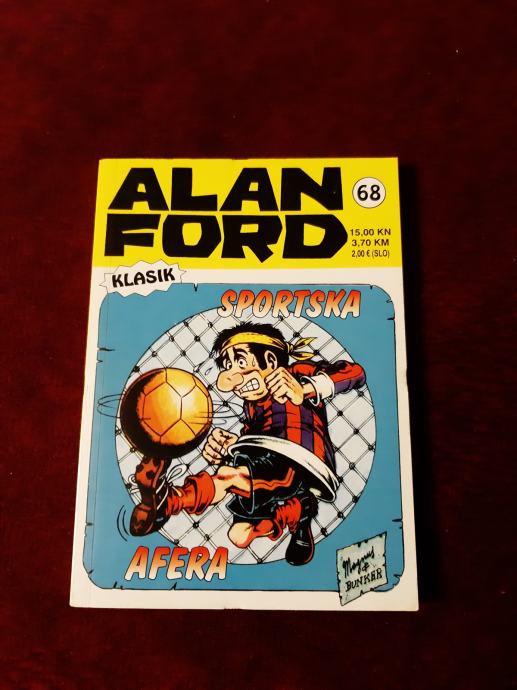 ALAN
FORD
68
15,00 KN
3,70 KM
2,00 € (SLO)
KLASIK
SPORTSKA
AFERA
Magnus
&
BUNKER